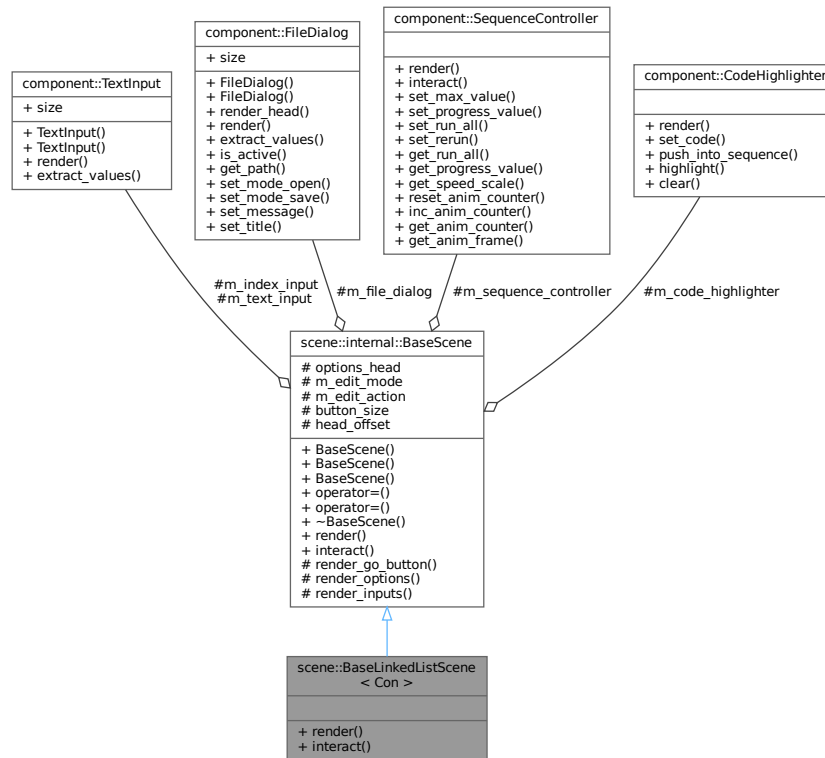 component::SequenceController
+ render()
+ interact()
+ set_max_value()
+ set_progress_value()
+ set_run_all()
+ set_rerun()
+ get_run_all()
+ get_progress_value()
+ get_speed_scale()
+ reset_anim_counter()
+ inc_anim_counter()
+ get_anim_counter()
+ get_anim_frame()
component::FileDialog
+ size
+ FileDialog()
+ FileDialog()
+ render_head()
+ render()
+ extract_values()
+ is_active()
+ get_path()
+ set_mode_open()
+ set_mode_save()
+ set_message()
+ set_title()
component::TextInput
+ size
+ TextInput()
+ TextInput()
+ render()
+ extract_values()
component::CodeHighlighter
+ render()
+ set_code()
+ push_into_sequence()
+ highlight()
+ clear()
#m_index_input
#m_text_input
#m_file_dialog
#m_sequence_controller
#m_code_highlighter
scene::internal::BaseScene
# options_head
# m_edit_mode
# m_edit_action
# button_size
# head_offset
+ BaseScene()
+ BaseScene()
+ BaseScene()
+ operator=()
+ operator=()
+ ~BaseScene()
+ render()
+ interact()
# render_go_button()
# render_options()
# render_inputs()
scene::BaseLinkedListScene
< Con >
+ render()
+ interact()